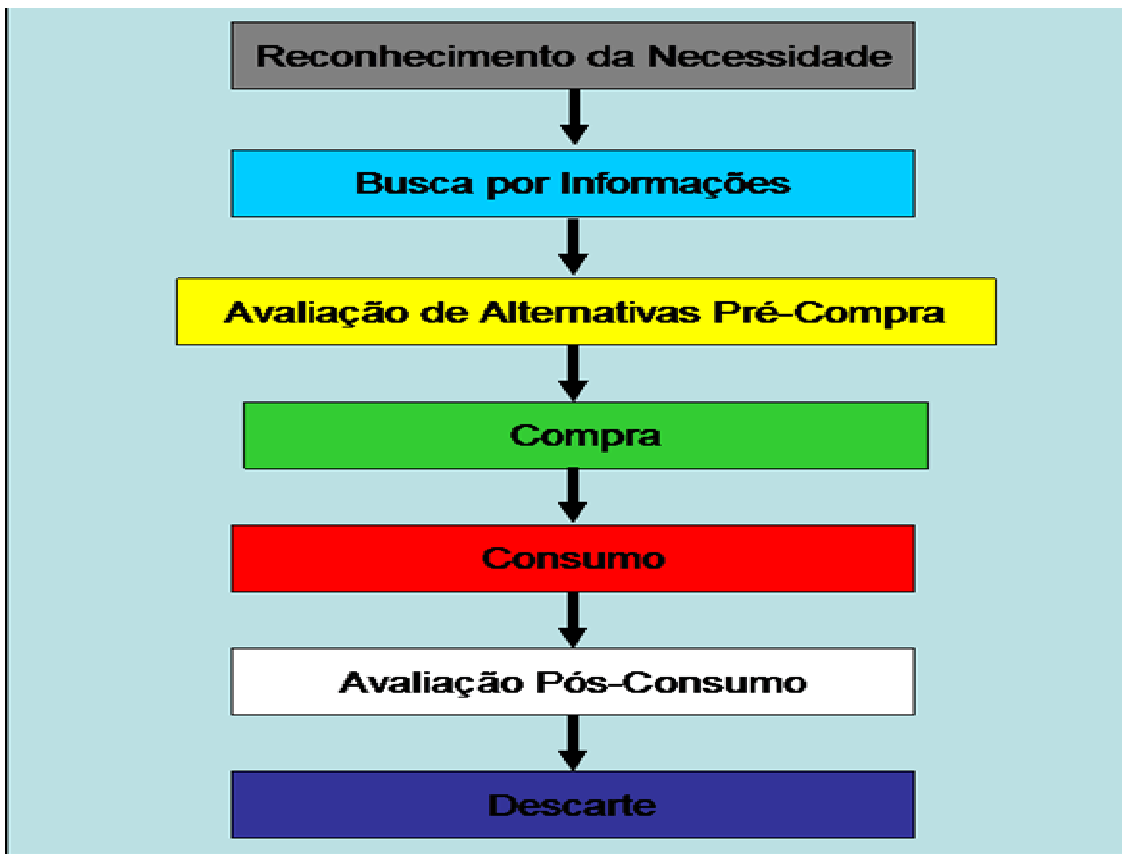 Reconhecimento da Necessidade
Busca por Informações
Avaliação de Alternativas Pré-Compra
Compra
Consumo
Avaliação Pós-Consumo
Descarte